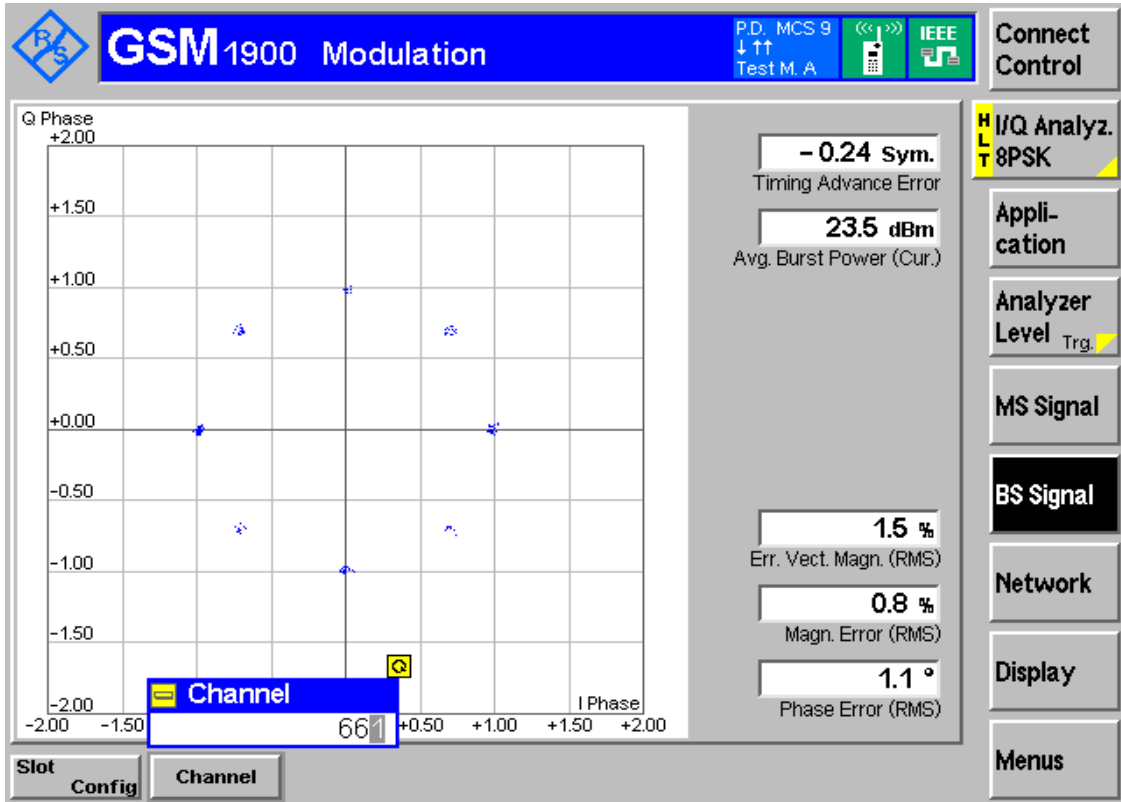 R/S
GSM 1900 Modulation
P.D. MCS 9
↓ ↑↑
Test M. A
IEEE
Connect
Control
Q Phase
+2.00
+1.50
+1.00
+0.50
+0.00
-0.50
-1.00
-1.50
-2.00
-2.00 -1.50 +0.50 +1.00 +1.50 +2.00
I Phase
Q
Channel
661
- 0.24 Sym.
Timing Advance Error
23.5 dBm
Avg. Burst Power (Cur.)
1.5 %
Err. Vect. Magn. (RMS)
0.8 %
Magn. Error (RMS)
1.1 °
Phase Error (RMS)
HLT
I/Q Analyz.
8PSK
Appli-
cation
Analyzer
Level Trg.
MS Signal
BS Signal
Network
Display
Menus
Slot
Config
Channel